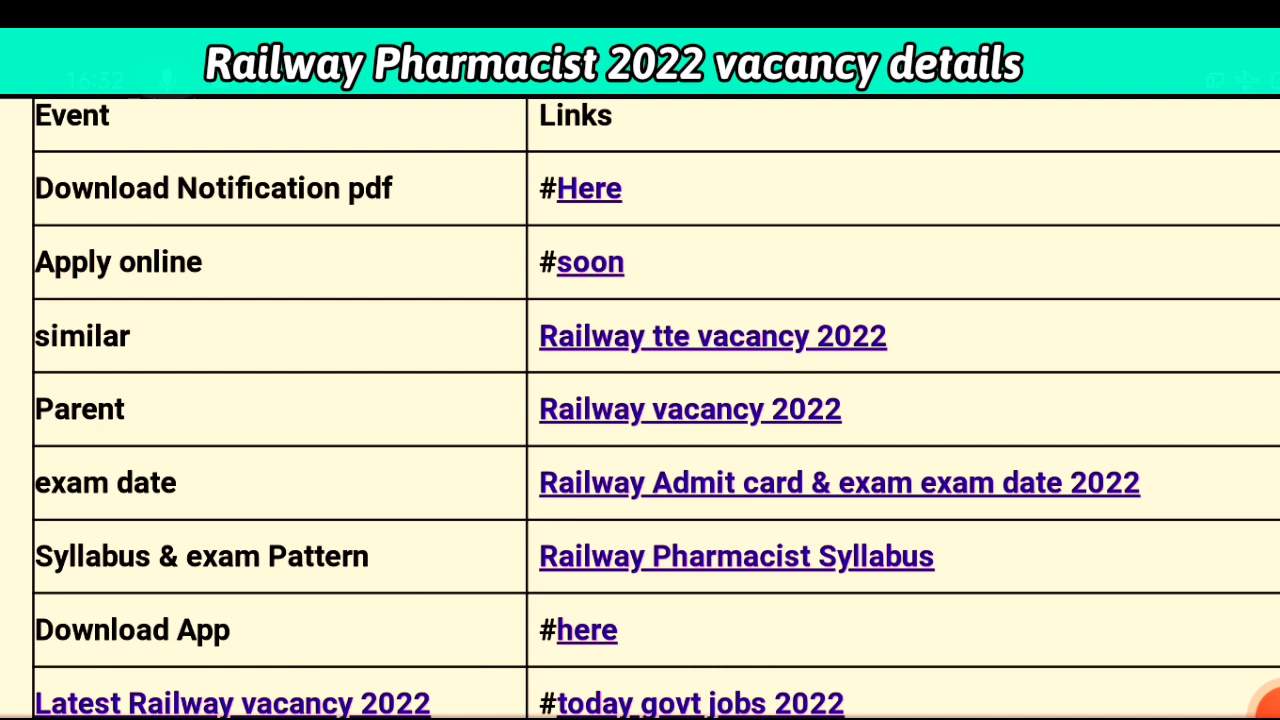 Railway Pharmacist 2022 vacancy details
16:32
Event Links
Download Notification pdf #Here
Apply online #soon
similar Railway tte vacancy 2022
Parent Railway vacancy 2022
exam date Railway Admit card & exam exam date 2022
Syllabus & exam Pattern Railway Pharmacist Syllabus
Download App #here
Latest Railway vacancy 2022 #today govt jobs 2022